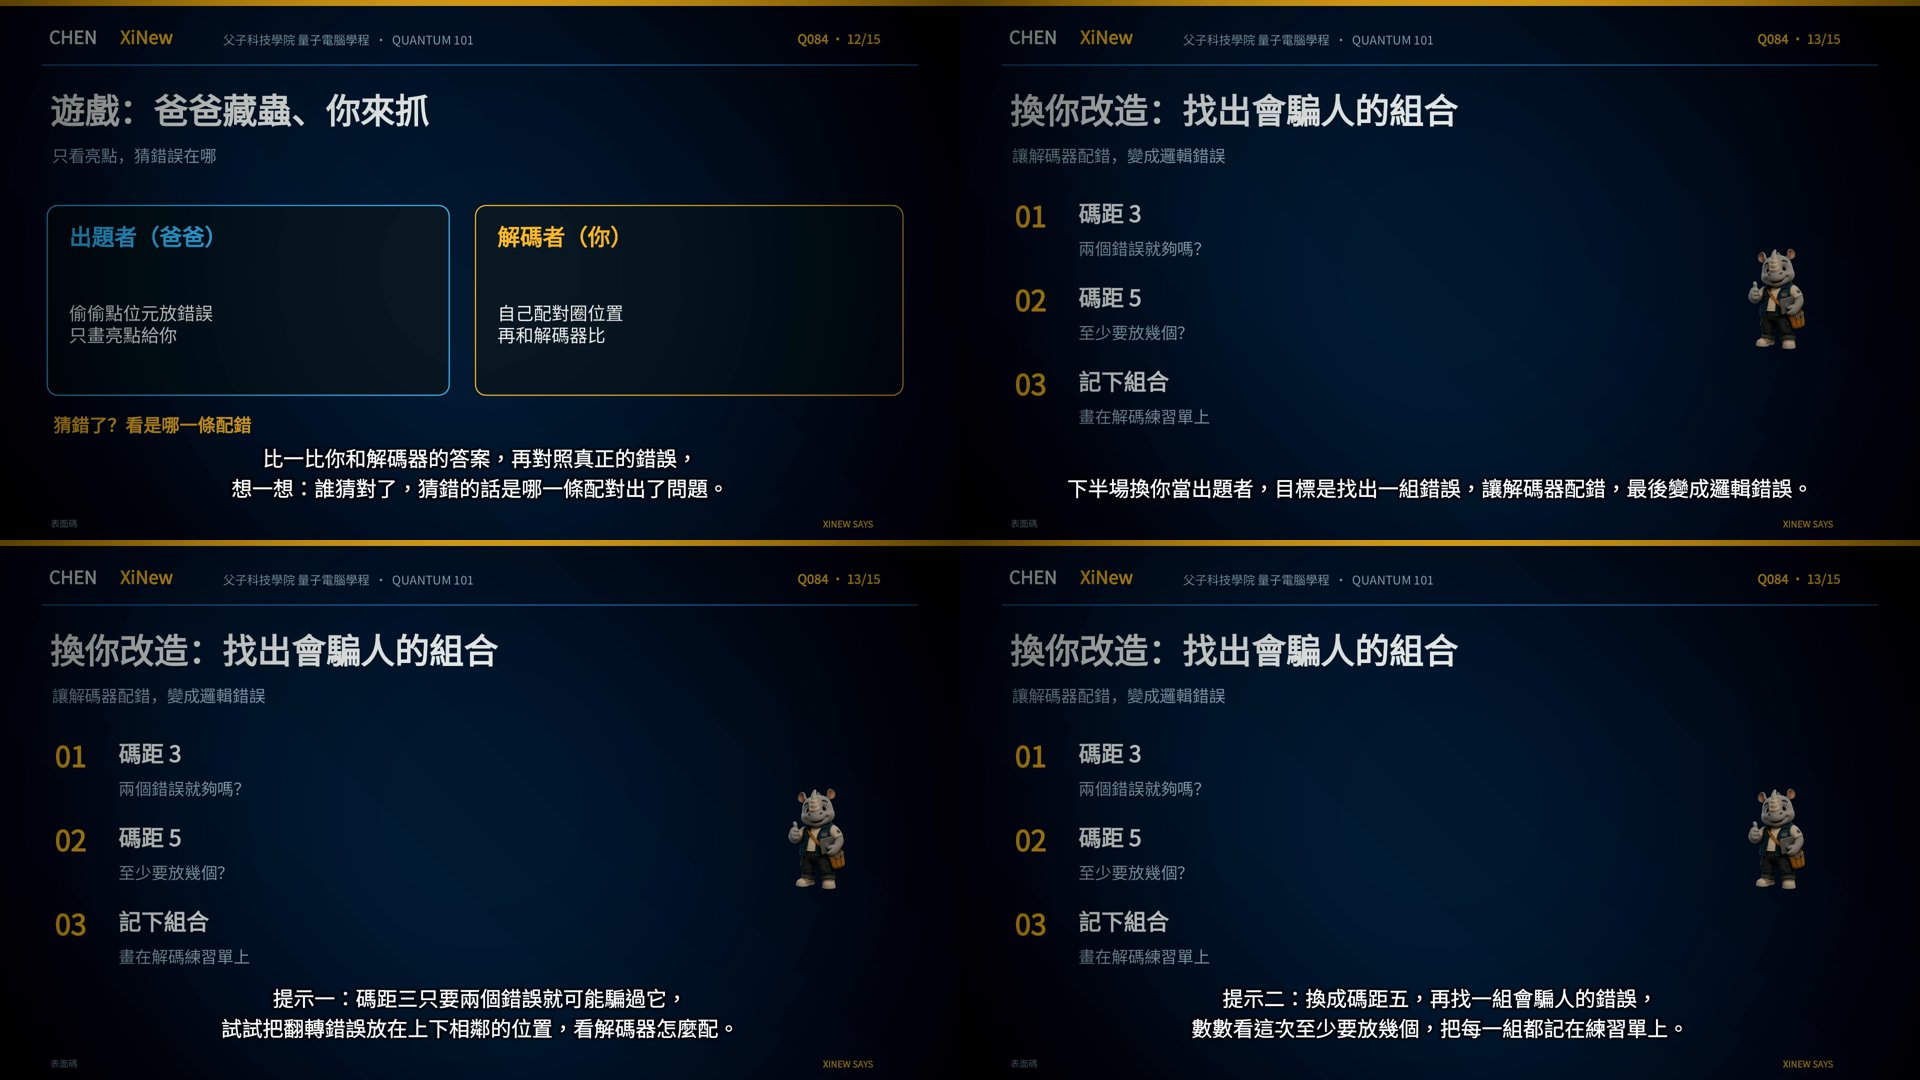 CHEN XiNew 父子科技學院 量子電腦學程 · QUANTUM 101 Q084 · 12/15
遊戲：爸爸藏蟲、你來抓
只看亮點，猜錯誤在哪
出題者（爸爸）
偷偷點位元放錯誤
只畫亮點給你
解碼者（你）
自己配對圈位置
再和解碼器比
猜錯了？看是哪一條配錯
比一比你和解碼器的答案，再對照真正的錯誤，
想一想：誰猜對了，猜錯的話是哪一條配對出了問題。
表面碼 XINEW SAYS
CHEN XiNew 父子科技學院 量子電腦學程 · QUANTUM 101 Q084 · 13/15
換你改造：找出會騙人的組合
讓解碼器配錯，變成邏輯錯誤
01 碼距 3
兩個錯誤就夠嗎？
02 碼距 5
至少要放幾個？
03 記下組合
畫在解碼練習單上
下半場換你當出題者，目標是找出一組錯誤，讓解碼器配錯，最後變成邏輯錯誤。
表面碼 XINEW SAYS
CHEN XiNew 父子科技學院 量子電腦學程 · QUANTUM 101 Q084 · 13/15
換你改造：找出會騙人的組合
讓解碼器配錯，變成邏輯錯誤
01 碼距 3
兩個錯誤就夠嗎？
02 碼距 5
至少要放幾個？
03 記下組合
畫在解碼練習單上
提示一：碼距三只要兩個錯誤就可能騙過它，
試試把翻轉錯誤放在上下相鄰的位置，看解碼器怎麼配。
表面碼 XINEW SAYS
CHEN XiNew 父子科技學院 量子電腦學程 · QUANTUM 101 Q084 · 13/15
換你改造：找出會騙人的組合
讓解碼器配錯，變成邏輯錯誤
01 碼距 3
兩個錯誤就夠嗎？
02 碼距 5
至少要放幾個？
03 記下組合
畫在解碼練習單上
提示二：換成碼距五，再找一組會騙人的錯誤，
數數看這次至少要放幾個，把每一組都記在練習單上。
表面碼 XINEW SAYS